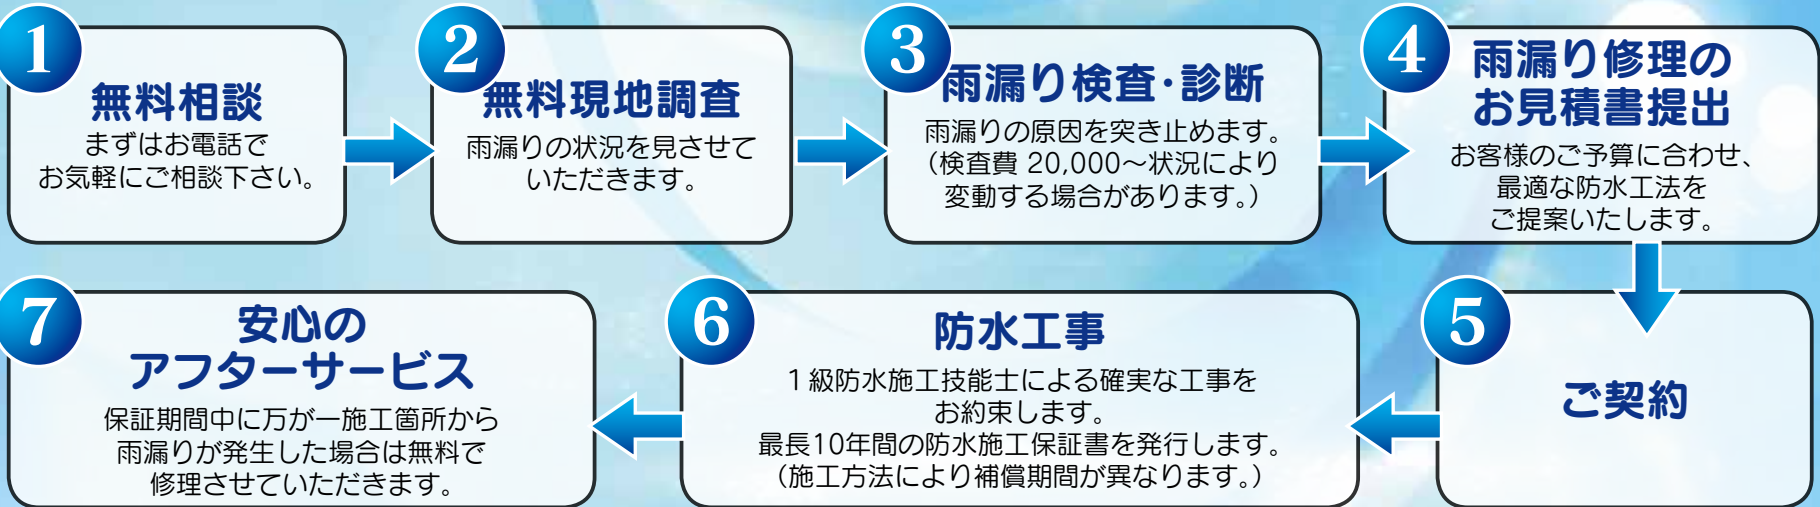 1
無料相談
まずはお電話で
お気軽にご相談下さい。
2
無料現地調査
雨漏りの状況を見させて
いただきます。
3
雨漏り検査・診断
雨漏りの原因を突き止めます。
（検査費 20,000～状況により
変動する場合があります。）
4
雨漏り修理の
お見積書提出
お客様のご予算に合わせ、
最適な防水工法を
ご提案いたします。
5
ご契約
6
防水工事
１級防水施工技能士による確実な工事を
お約束します。
最長10年間の防水施工保証書を発行します。
（施工方法により補償期間が異なります。）
7
安心の
アフターサービス
保証期間中に万が一施工箇所から
雨漏りが発生した場合は無料で
修理させていただきます。